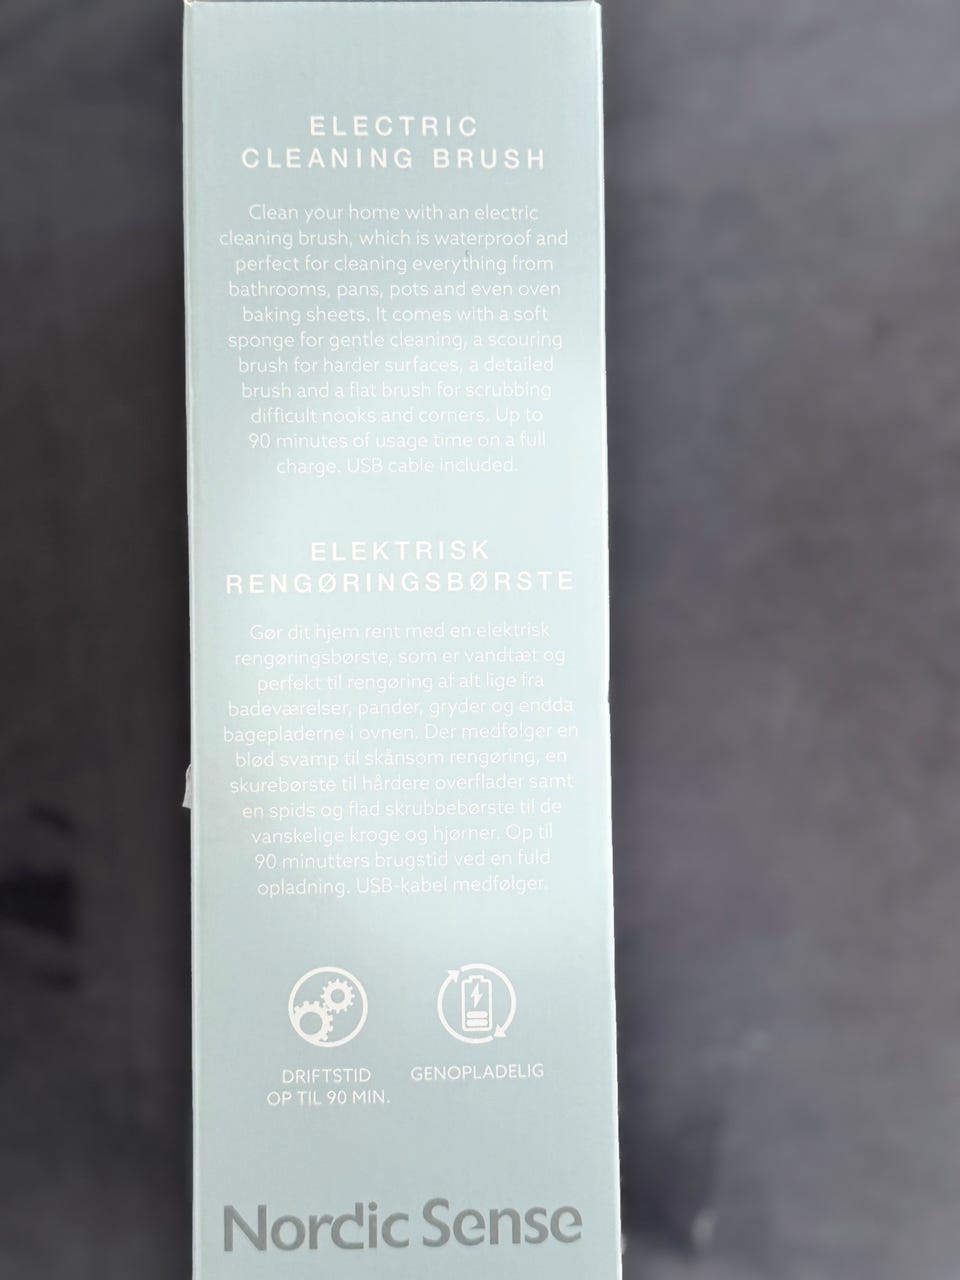 ELECTRIC
CLEANING BRUSH
Clean your home with an electric
cleaning brush, which is waterproof and
perfect for cleaning everything from
bathrooms, pans, pots and even oven
baking sheets. It comes with a soft
sponge for gentle cleaning, a scouring
brush for harder surfaces, a detailed
brush and a flat brush for scrubbing
difficult nooks and corners. Up to
90 minutes of usage time on a full
charge. USB cable included.
ELEKTRISK
RENGØRINGSBØRSTE
Gør dit hjem rent med en elektrisk
rengøringsbørste, som er vandtæt og
perfekt til rengøring af alt lige fra
badeværelser, pander, gryder og endda
bagepladerne i ovnen. Der medfølger en
blød svamp til skånsom rengøring, en
skurebørste til hårdere overflader samt
en spids og flad skrubbebørste til de
vanskelige kroge og hjørner. Op til
90 minutters brugstid ved en fuld
opladning. USB-kabel medfølger.
DRIFTSTID
OP TIL 90 MIN.
GENOPLADELIG
Nordic Sense